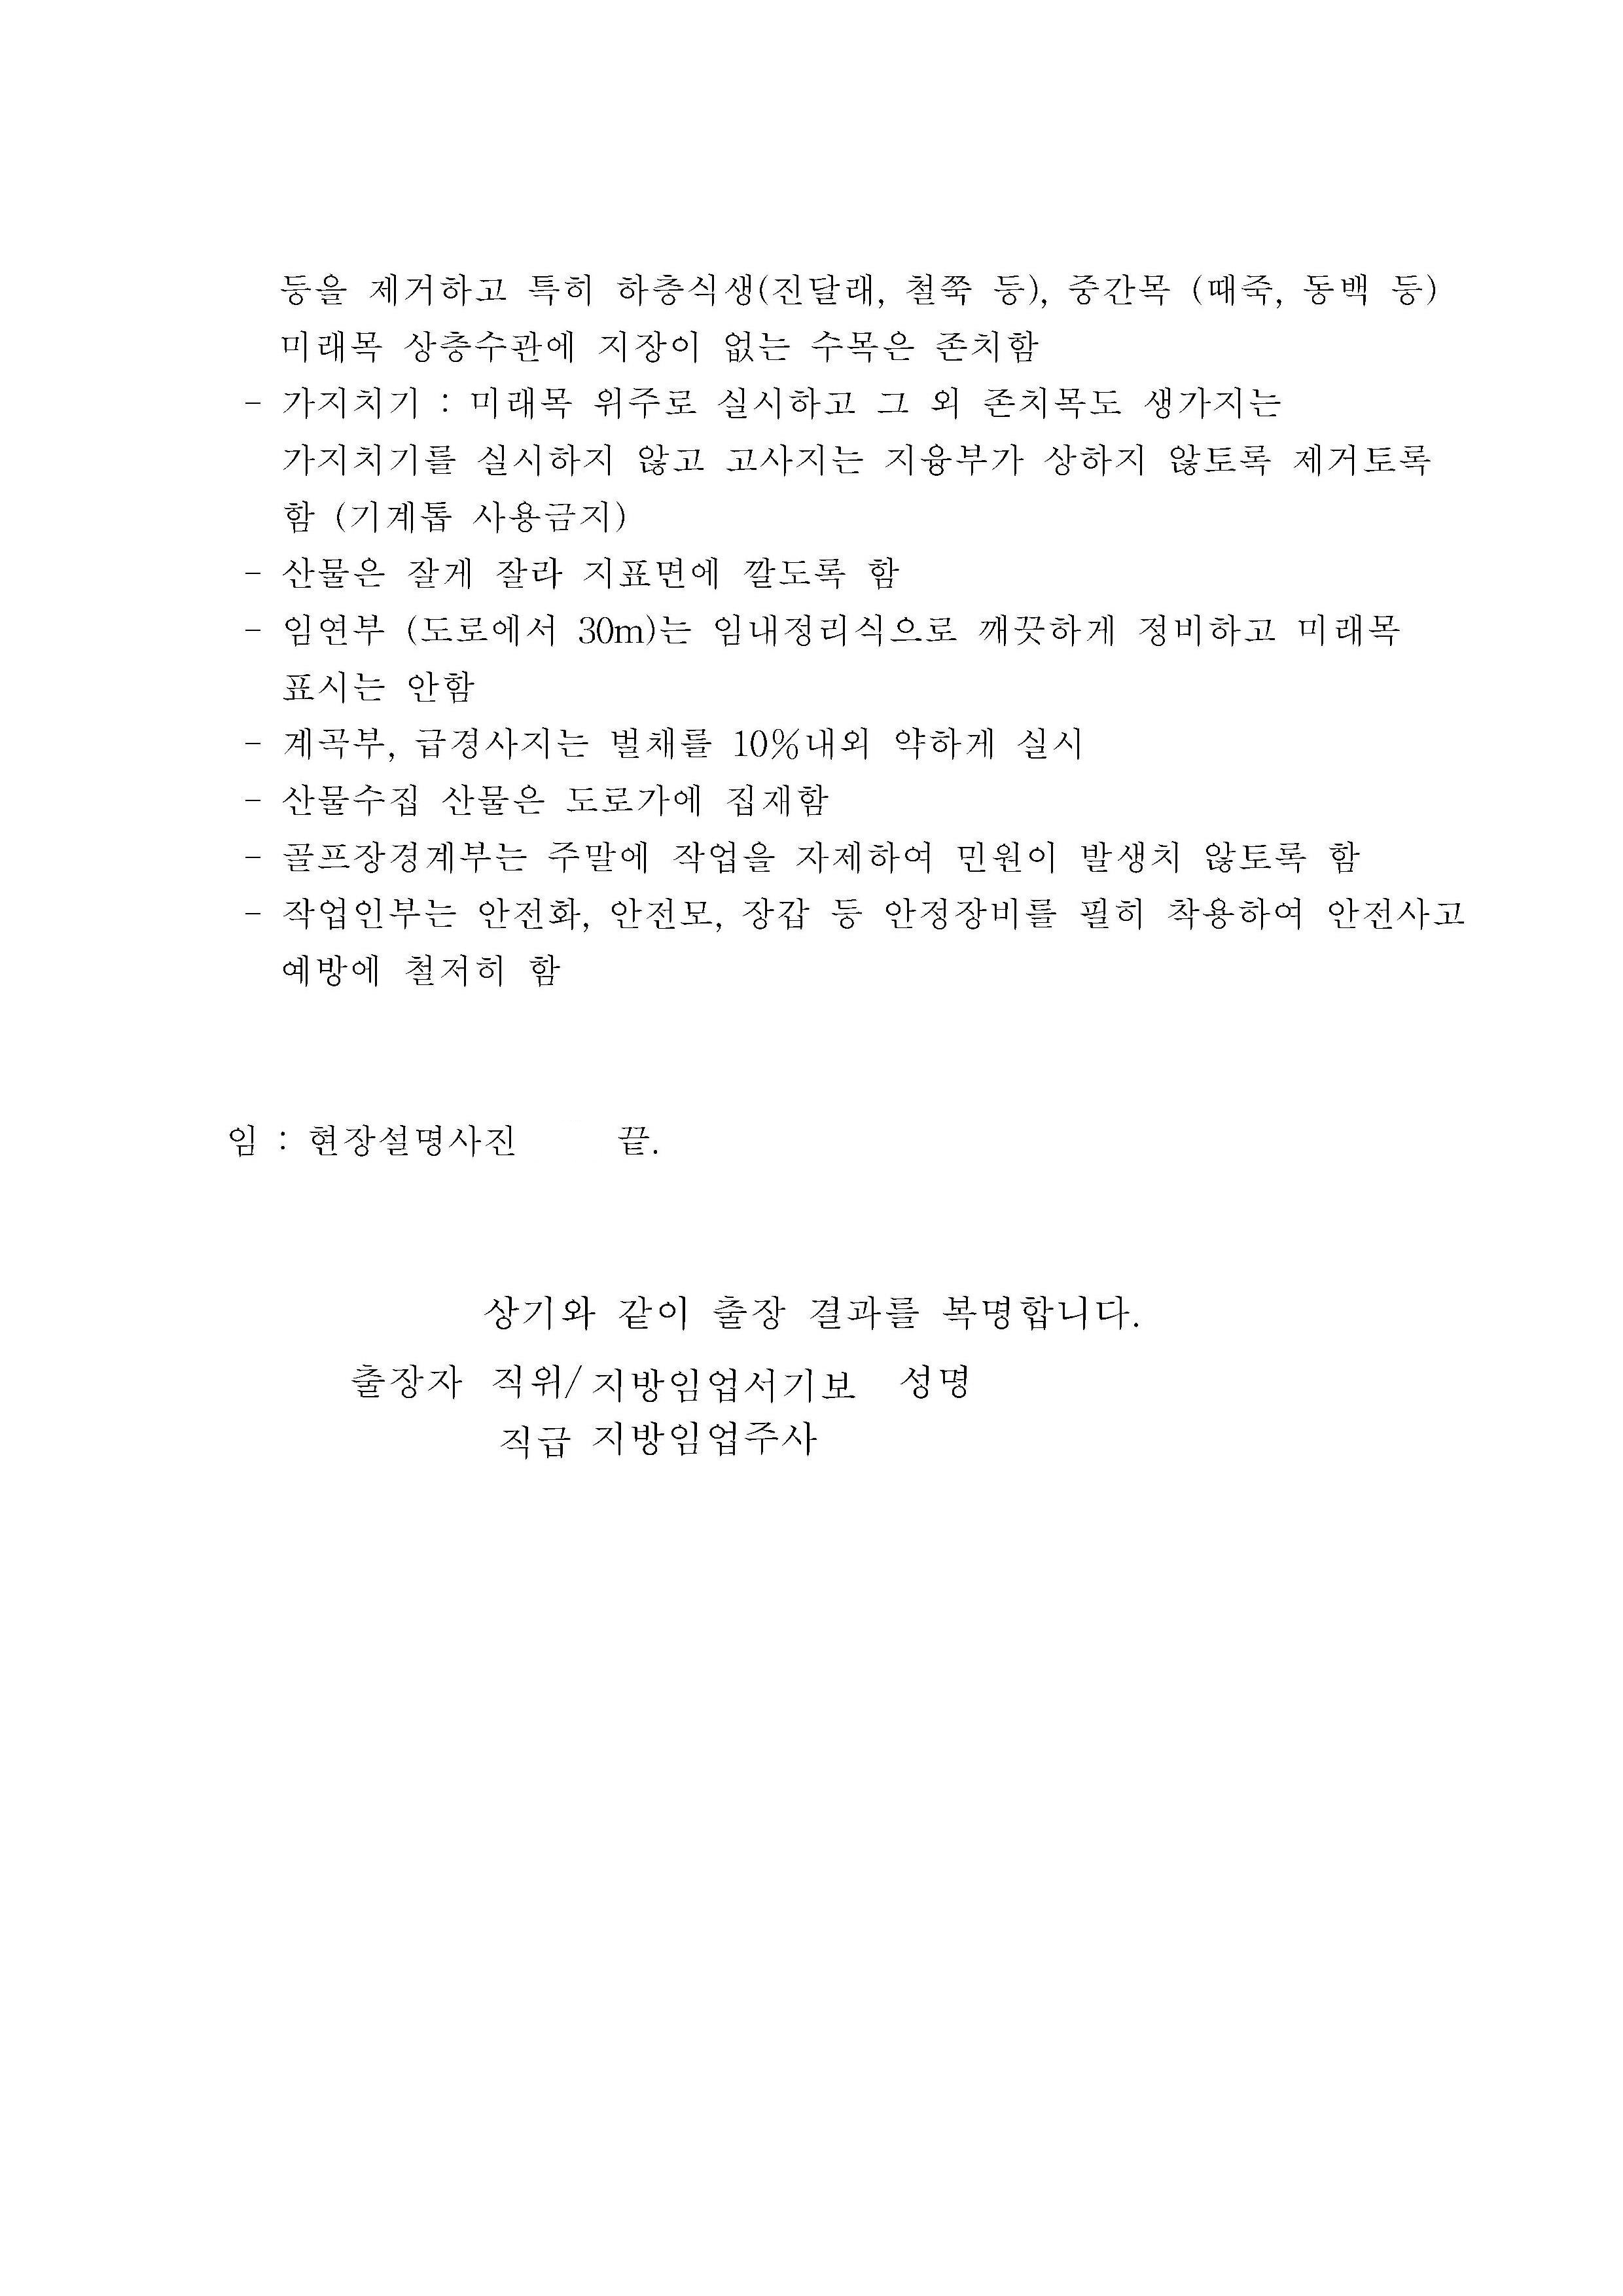 등을 제거하고 특히 하층식생(진달래, 철쭉 등), 중간목 (때죽, 동백 등)
미래목 상층수관에 지장이 없는 수목은 존치함
- 가지치기 : 미래목 위주로 실시하고 그 외 존치목도 생가지는
가지치기를 실시하지 않고 고사지는 지융부가 상하지 않토록 제거토록
함 (기계톱 사용금지)
- 산물은 잘게 잘라 지표면에 깔도록 함
- 임연부 (도로에서 30m)는 임내정리식으로 깨끗하게 정비하고 미래목
표시는 안함
- 계곡부, 급경사지는 벌채를 10%내외 약하게 실시
- 산물수집 산물은 도로가에 집재함
- 골프장경계부는 주말에 작업을 자제하여 민원이 발생치 않토록 함
- 작업인부는 안전화, 안전모, 장갑 등 안정장비를 필히 착용하여 안전사고
예방에 철저히 함
임 : 현장설명사진 끝.
상기와 같이 출장 결과를 복명합니다.
출장자 직위/ 지방임업서기보 성명
직급 지방임업주사